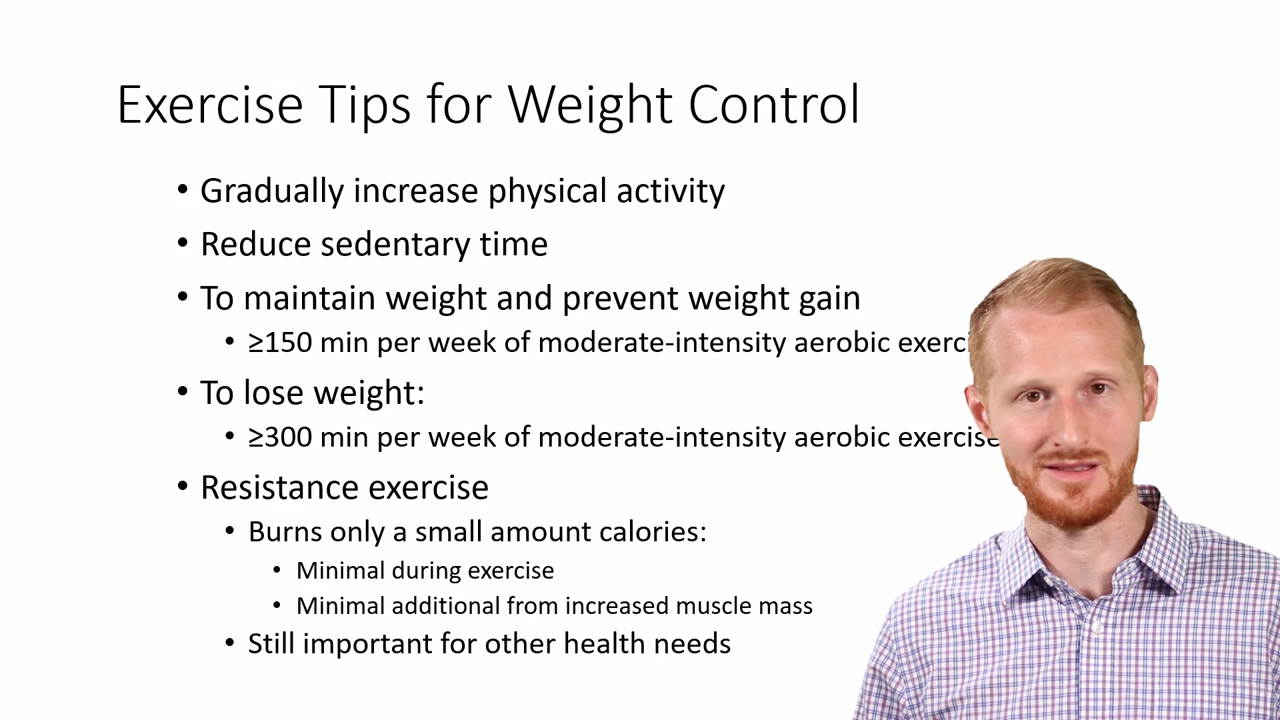 Exercise Tips for Weight Control
• Gradually increase physical activity
• Reduce sedentary time
• To maintain weight and prevent weight gain
• ≥150 min per week of moderate-intensity aerobic
• To lose weight:
• ≥300 min per week of moderate-intensity aerobic exercise
• Resistance exercise
• Burns only a small amount calories:
• Minimal during exercise
• Minimal additional from increased muscle mass
• Still important for other health needs